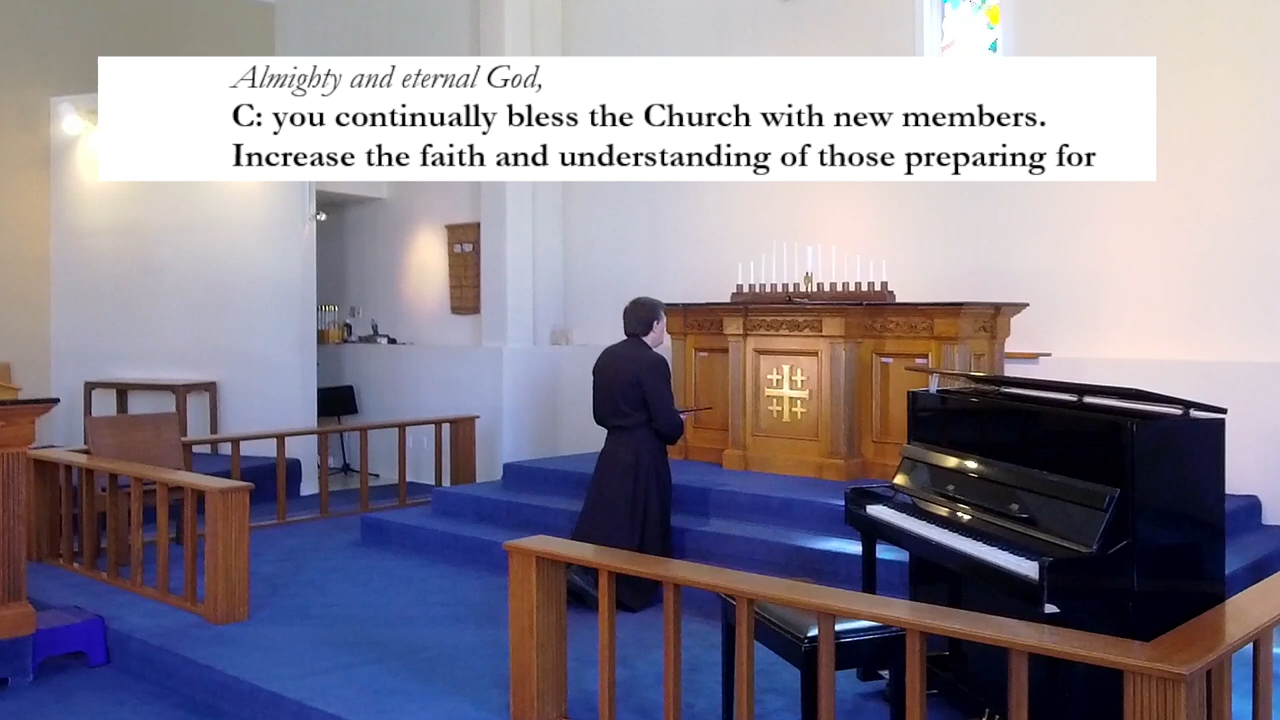 Almighty and eternal God,
C: you continually bless the Church with new members.
Increase the faith and understanding of those preparing for